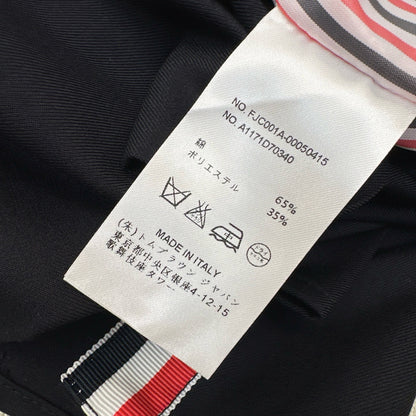 NO. FJC001A-00050415
NO. A1171D70340
綿 65%
ポリエステル 35%
MADE IN ITALY
(株)トムブラウン ジャパン
東京都中央区銀座4-12-15
歌舞伎座タワー